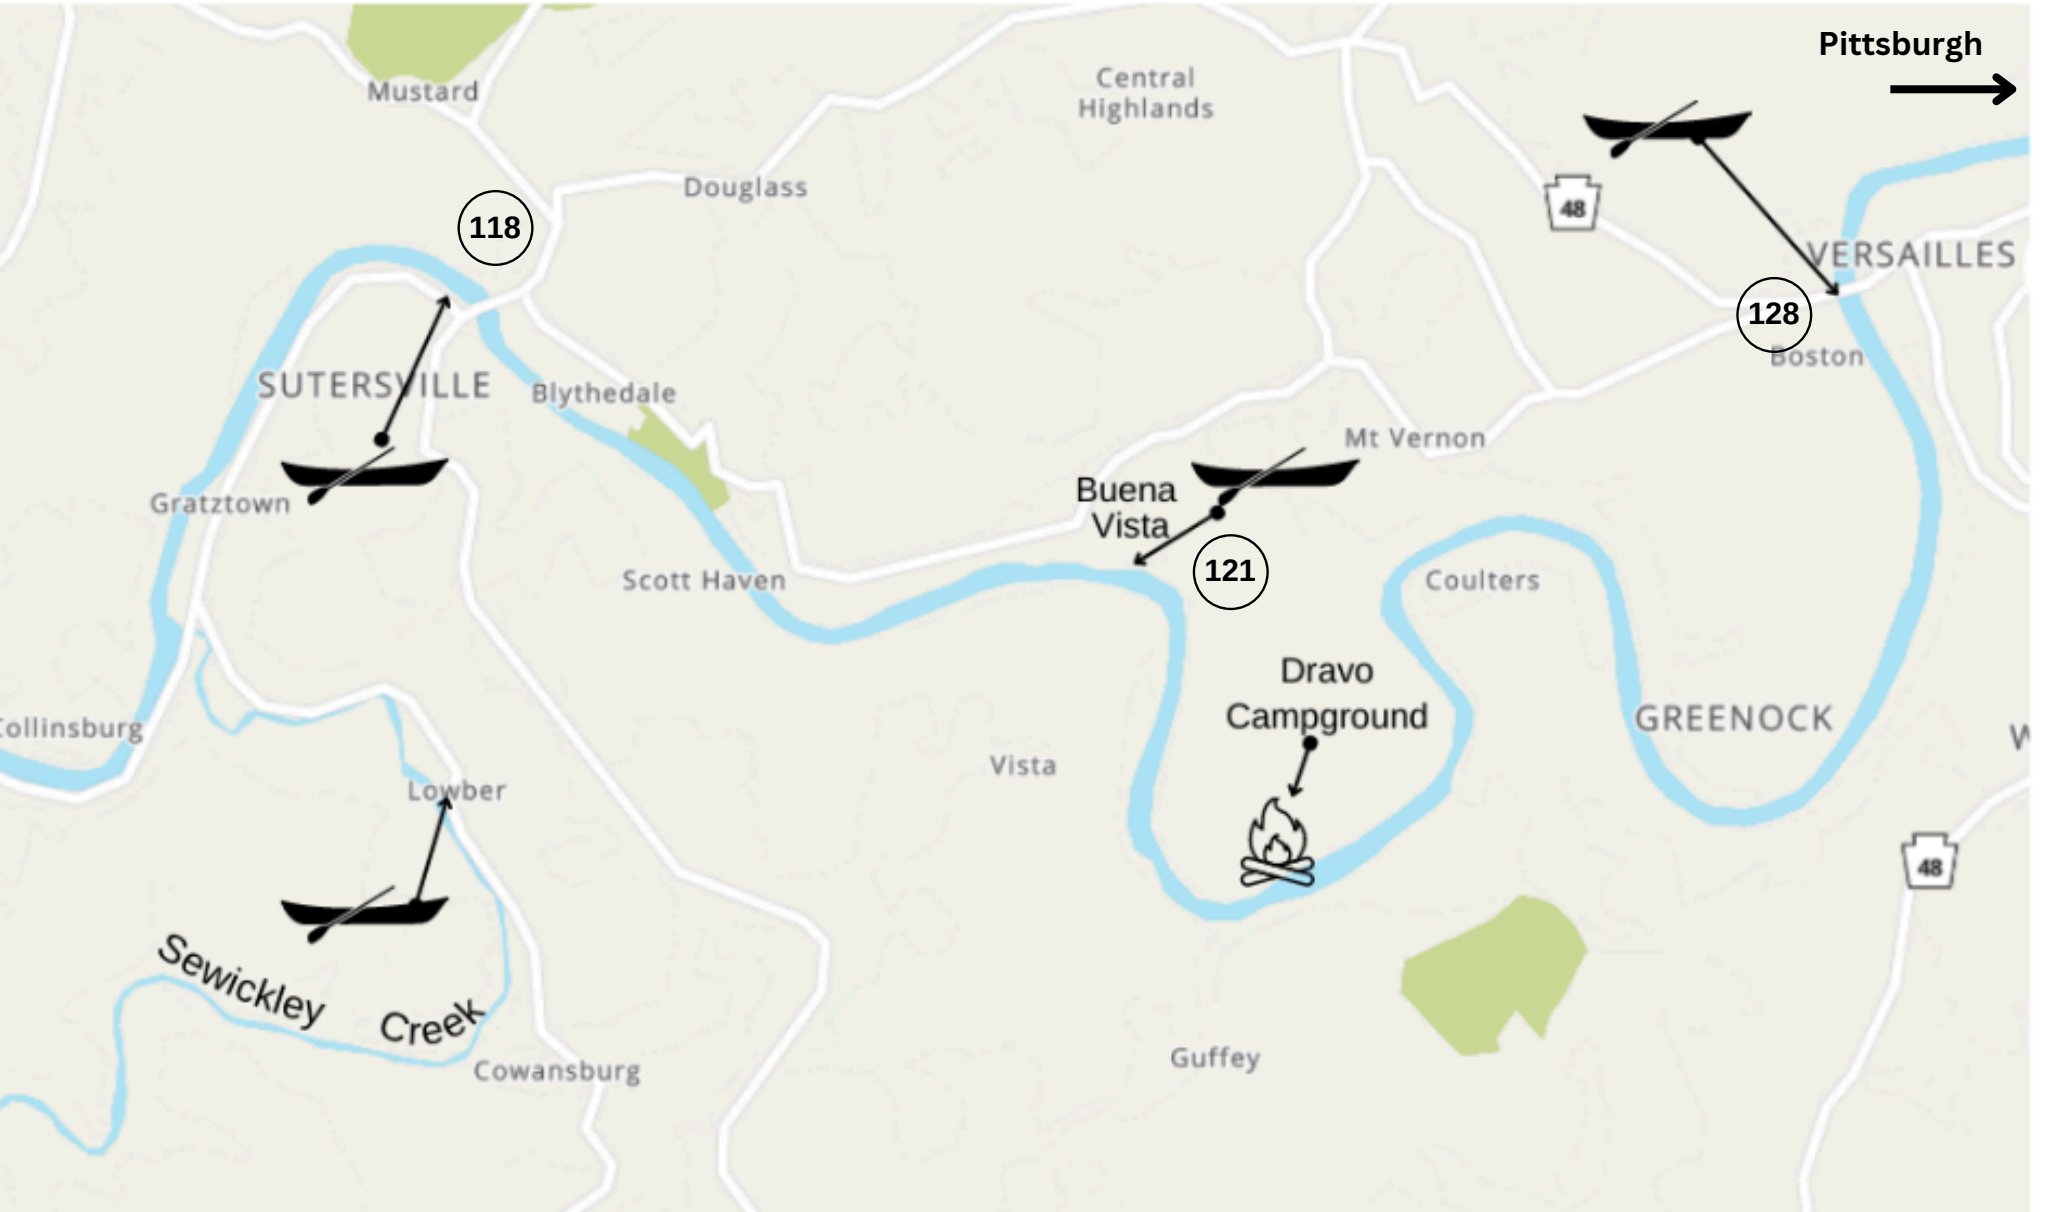 Pittsburgh
Mustard
Central
Highlands
Douglass
118
48
VERSAILLES
128
Boston
SUTERSVILLE
Blythedale
Mt Vernon
Buena
Vista
Gratztown
121
Scott Haven
Coulters
Dravo
Campground
GREENOCK
Collinsburg
Vista
Lowber
48
Sewickley Creek
Guffey
Cowansburg